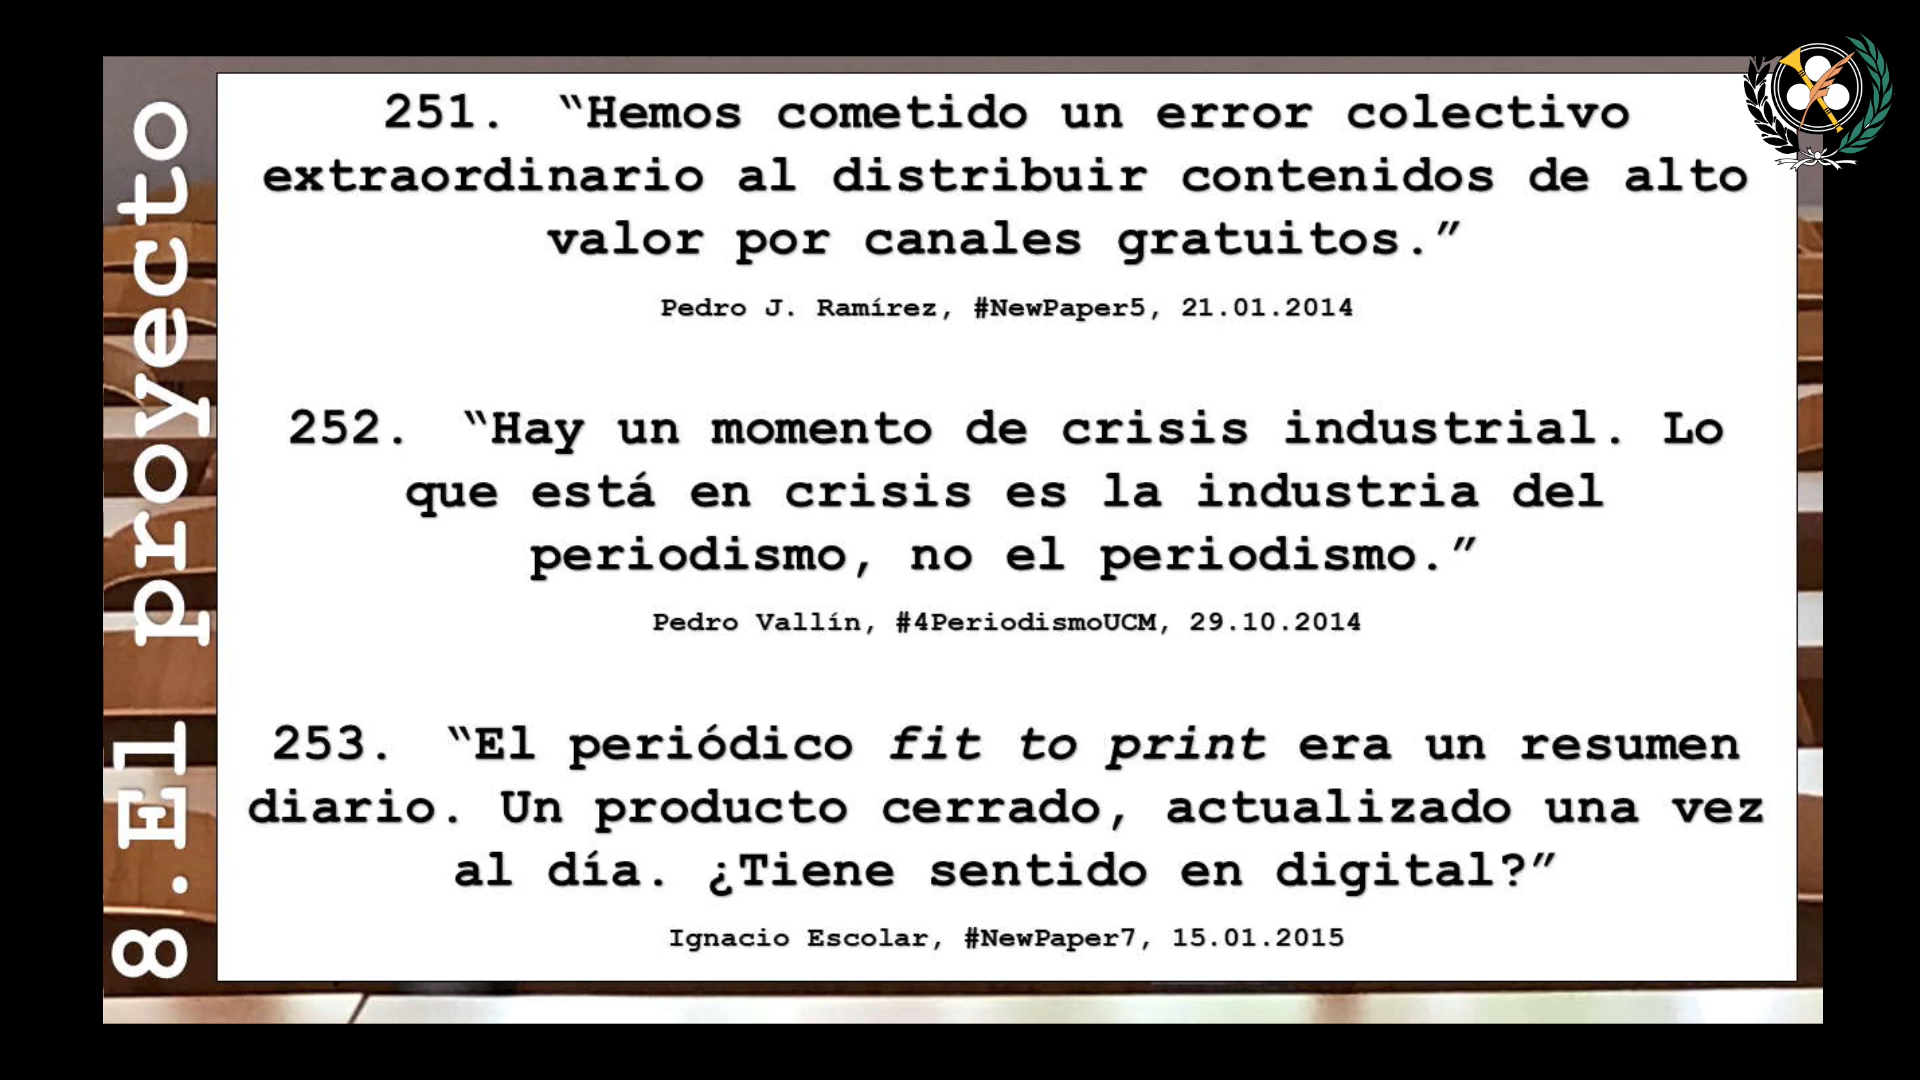 8.El proyecto
251. “Hemos cometido un error colectivo
extraordinario al distribuir contenidos de alto
valor por canales gratuitos.”
Pedro J. Ramírez, #NewPaper5, 21.01.2014
252. “Hay un momento de crisis industrial. Lo
que está en crisis es la industria del
periodismo, no el periodismo.”
Pedro Vallín, #4PeriodismoUCM, 29.10.2014
253. “El periódico fit to print era un resumen
diario. Un producto cerrado, actualizado una vez
al día. ¿Tiene sentido en digital?”
Ignacio Escolar, #NewPaper7, 15.01.2015